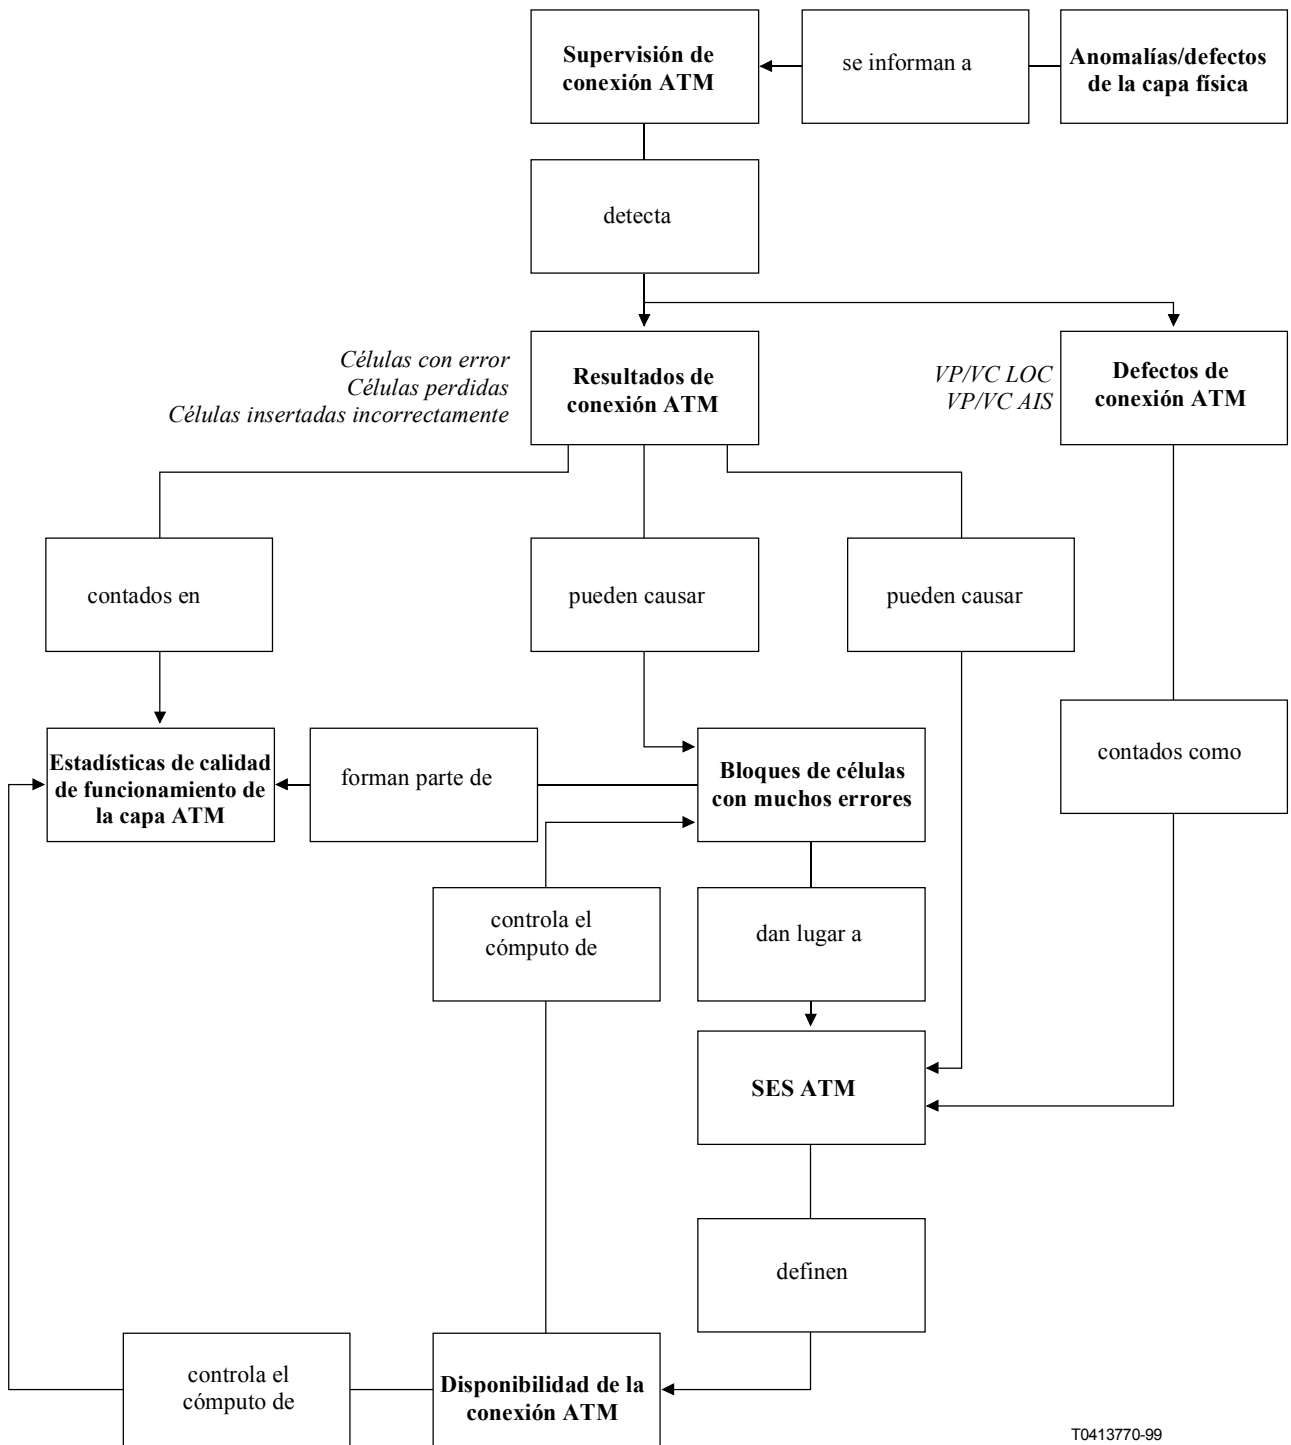 Supervisión de
conexión ATM
se informan a
Anomalías/defectos
de la capa física
detecta
Células con error
Células perdidas
Células insertadas incorrectamente
Resultados de
conexión ATM
VP/VC LOC
VP/VC AIS
Defectos de
conexión ATM
contados en
pueden causar
pueden causar
contados como
Estadísticas de calidad
de funcionamiento de
la capa ATM
forman parte de
Bloques de células
con muchos errores
controla el
cómputo de
dan lugar a
SES ATM
definen
controla el
cómputo de
Disponibilidad de la
conexión ATM
T0413770-99